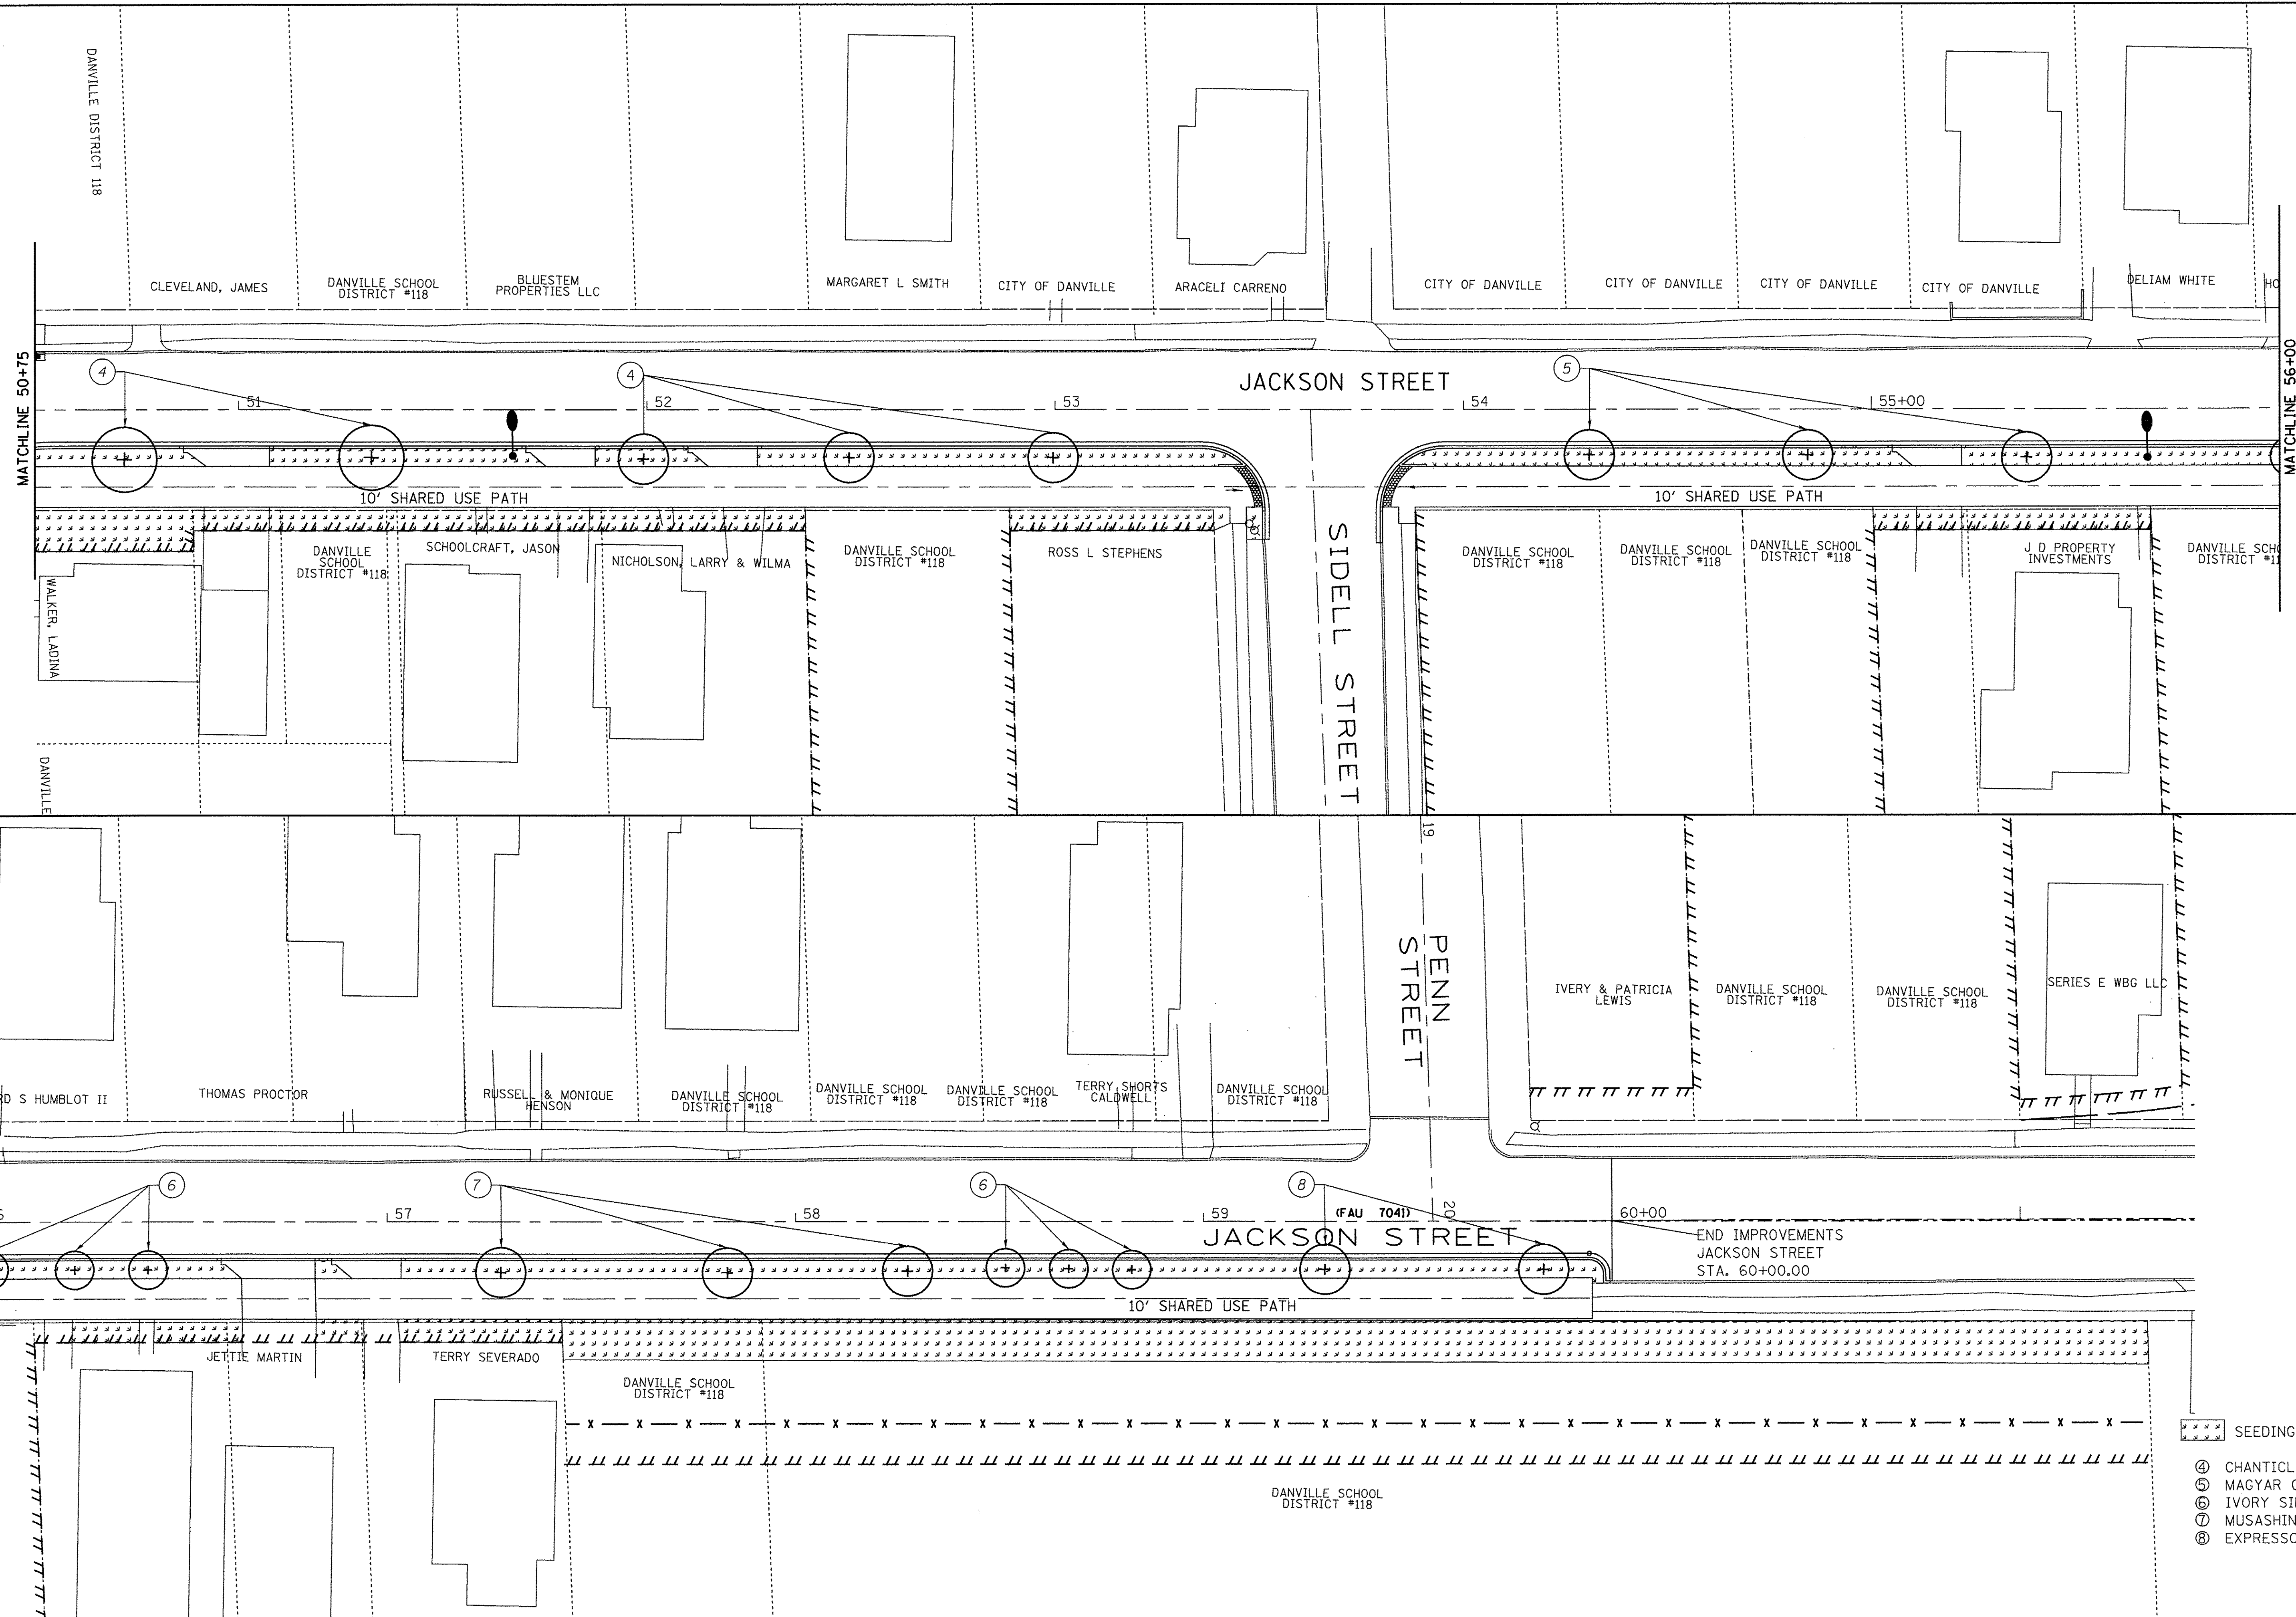 DANVILLE DISTRICT 118
CLEVELAND, JAMES
DANVILLE SCHOOL
DISTRICT #118
BLUESTEM
PROPERTIES LLC
MARGARET L SMITH
CITY OF DANVILLE
ARACELI CARRENO
CITY OF DANVILLE
CITY OF DANVILLE
CITY OF DANVILLE
CITY OF DANVILLE
DELIAM WHITE
HO
MATCHLINE 50+75
4
4
JACKSON STREET
5
MATCHLINE 56+00
51
52
53
54
55+00
10' SHARED USE PATH
10' SHARED USE PATH
WALKER, LADINA
DANVILLE
SCHOOL
DISTRICT #118
SCHOOLCRAFT, JASON
NICHOLSON, LARRY & WILMA
DANVILLE SCHOOL
DISTRICT #118
ROSS L STEPHENS
SIDELL STREET
DANVILLE SCHOOL
DISTRICT #118
DANVILLE SCHOOL
DISTRICT #118
DANVILLE SCHOOL
DISTRICT #118
J D PROPERTY
INVESTMENTS
DANVILLE SCH
DISTRICT #11
DANVILLE
19
PENN
STREET
IVERY & PATRICIA
LEWIS
DANVILLE SCHOOL
DISTRICT #118
DANVILLE SCHOOL
DISTRICT #118
SERIES E WBG LLC
RD S HUMBLOT II
THOMAS PROCTOR
RUSSELL & MONIQUE
HENSON
DANVILLE SCHOOL
DISTRICT #118
DANVILLE SCHOOL
DISTRICT #118
DANVILLE SCHOOL
DISTRICT #118
TERRY SHORTS
CALDWELL
DANVILLE SCHOOL
DISTRICT #118
6
7
6
8
57
58
59
(FAU 7041)
20
60+00
JACKSON STREET
END IMPROVEMENTS
JACKSON STREET
STA. 60+00.00
10' SHARED USE PATH
JETTIE MARTIN
TERRY SEVERADO
DANVILLE SCHOOL
DISTRICT #118
DANVILLE SCHOOL
DISTRICT #118
SEEDING
4 CHANTICL
5 MAGYAR
6 IVORY SI
7 MUSASHIN
8 EXPRESSO